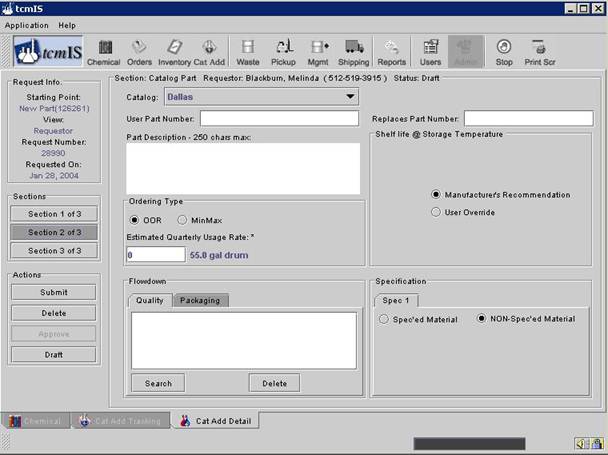 tcmIS
Application Help
tcmIS
Chemical Orders Inventory Cat Add Waste Pickup Mgmt Shipping Reports Users Admin Stop Print Scr
Request Info.
Starting Point:
New Part(126261)
View:
Requestor
Request Number:
28990
Requested On:
Jan 28, 2004
Sections
Section 1 of 3
Section 2 of 3
Section 3 of 3
Actions
Submit
Delete
Approve
Draft
Section: Catalog Part Requestor: Blackburn, Melinda ( 512-519-3915 ) Status: Draft
Catalog: Dallas
User Part Number: Replaces Part Number:
Part Description - 250 chars max:
Shelf life @ Storage Temperature
Manufacturer's Recommendation
User Override
Ordering Type
OOR MinMax
Estimated Quarterly Usage Rate: *
0 55.0 gal drum
Flowdown
Quality Packaging
Search Delete
Specification
Spec 1
Spec'ed Material NON-Spec'ed Material
Chemical Cat Add Tracking Cat Add Detail